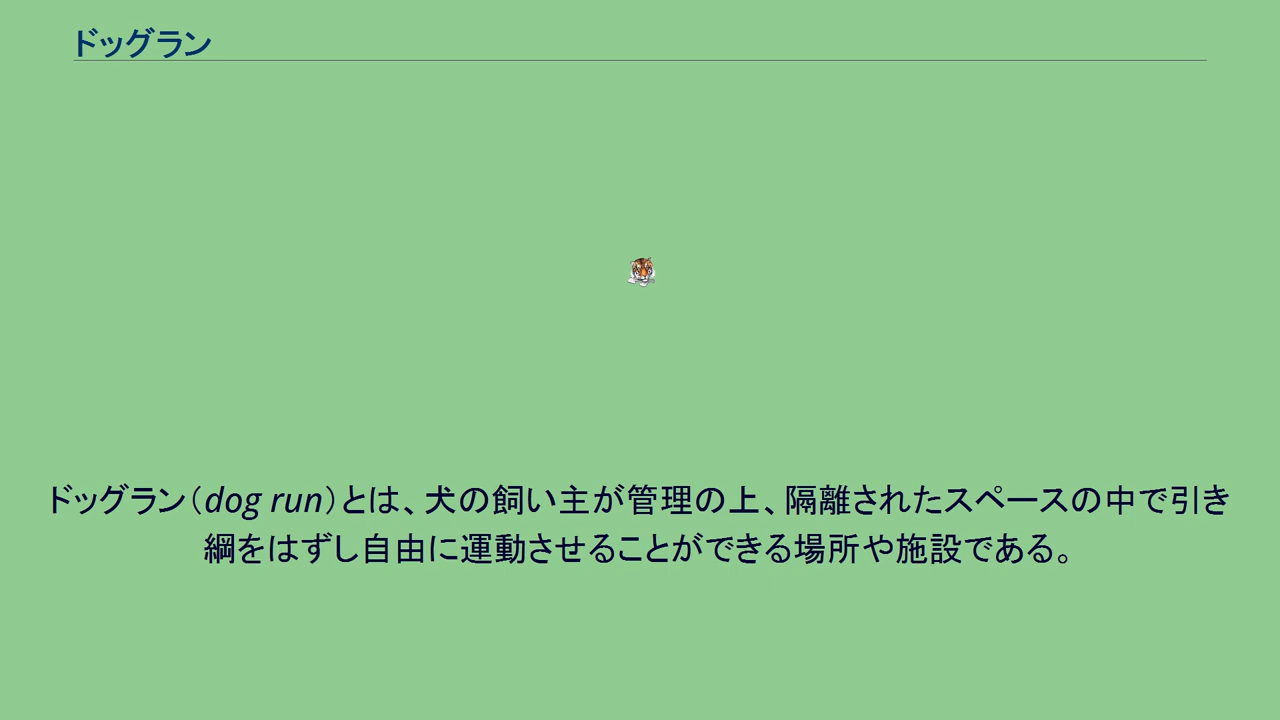 ドッグラン
ドッグラン（dog run）とは、犬の飼い主が管理の上、隔離されたスペースの中で引き
綱をはずし自由に運動させることができる場所や施設である。